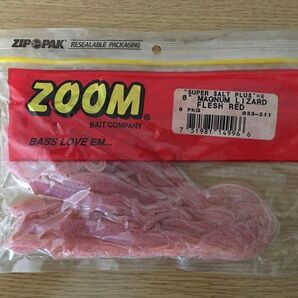 ZIP PAK® RESEALABLE PACKAGING
ZOOM®
BAIT COMPANY
BASS LOVE EM...
"SUPER SALT PLUS"®
8" MAGNUM LIZARD
FLESH RED
9 PKG 033-211
7 51981 14996 6